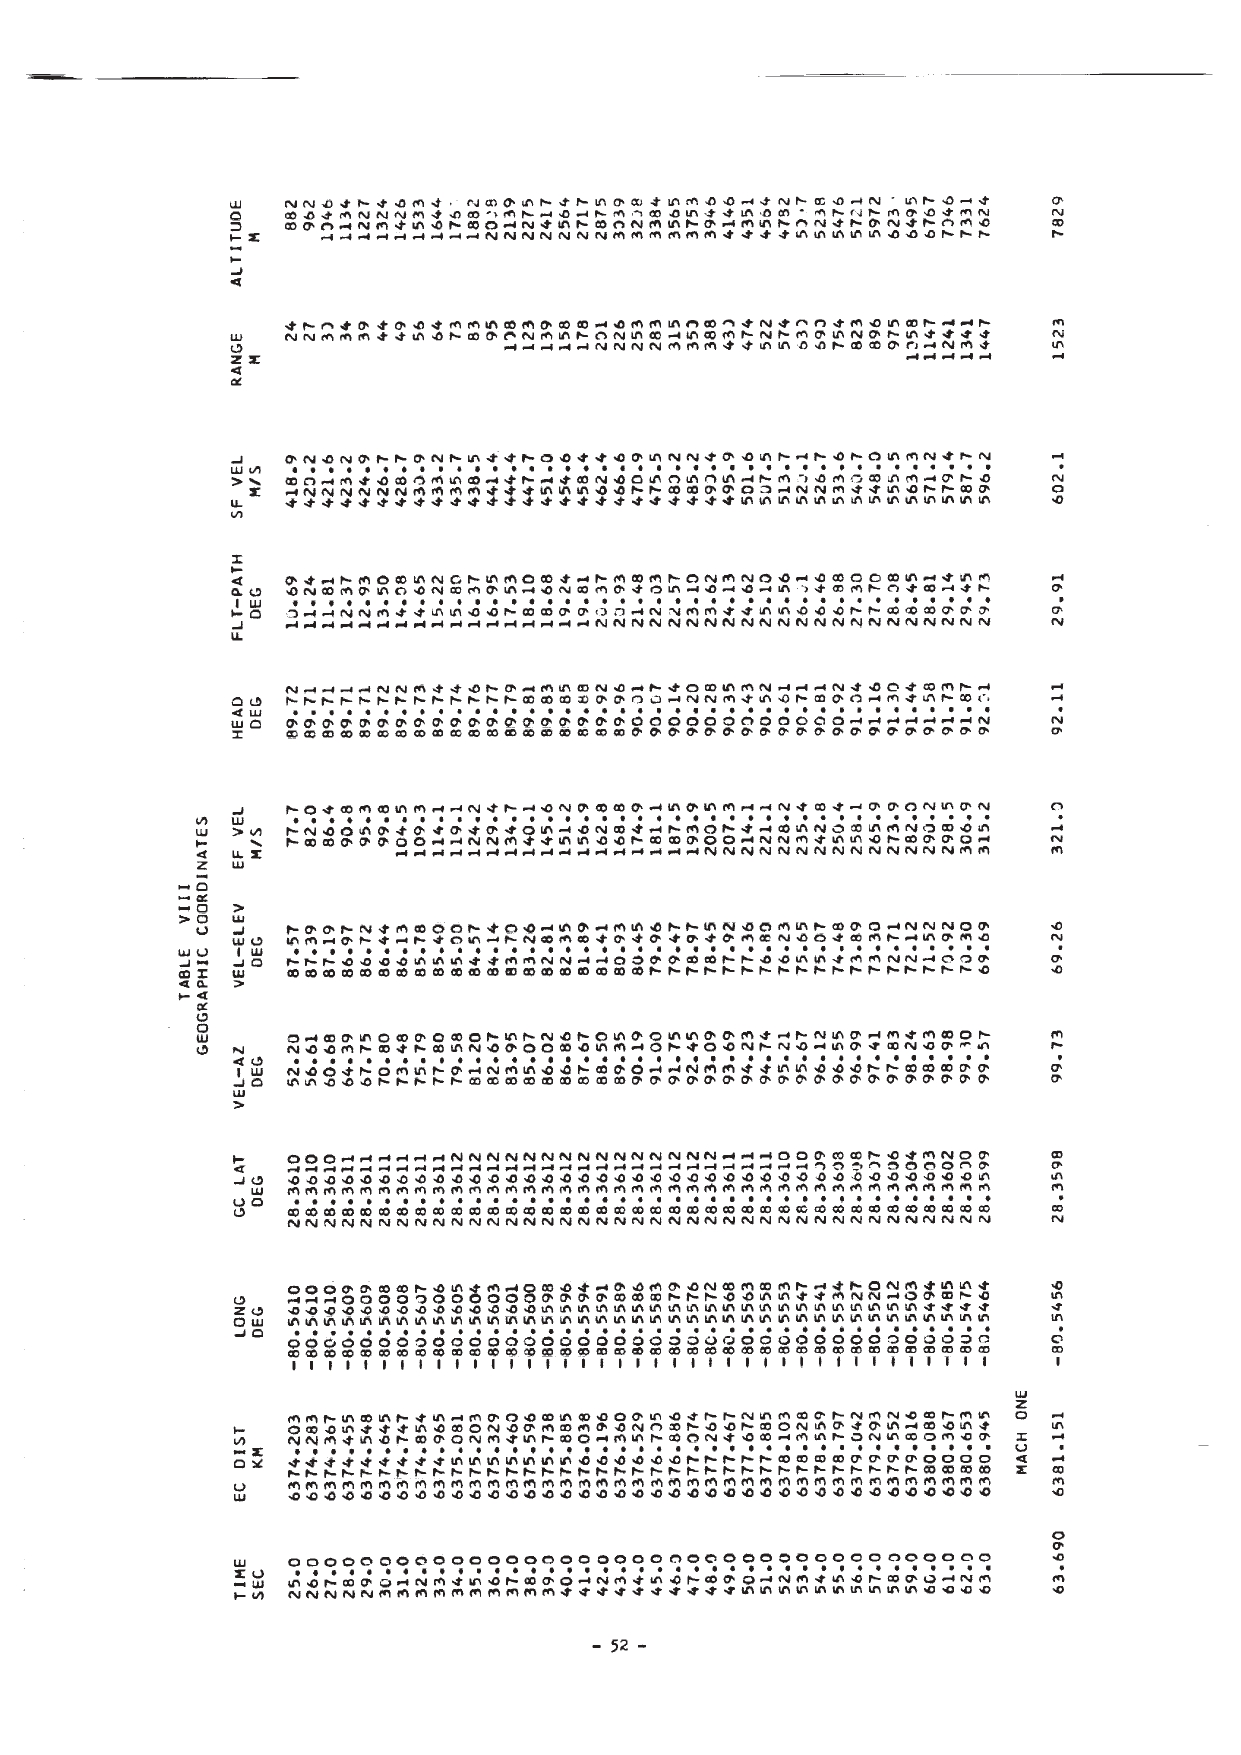 TABLE VIII
GEOGRAPHIC COORDINATES
TIME EC DIST LONG GC LAT VEL-AZ VEL-ELEV EF VEL HEAD FLT-PATH SF VEL RANGE ALTITUDE
SEC KM DEG DEG DEG DEG M/S DEG DEG M/S M M
25.0 6374.203 -80.5610 28.3610 52.20 87.57 77.7 89.72 10.69 418.9 24 882
26.0 6374.283 -80.5610 28.3610 56.61 87.39 82.0 89.71 11.24 420.2 27 962
27.0 6374.367 -80.5610 28.3610 60.68 87.19 86.4 89.71 11.81 421.6 30 1046
28.0 6374.455 -80.5609 28.3611 64.39 86.97 90.8 89.71 12.37 423.2 34 1134
29.0 6374.548 -80.5609 28.3611 67.75 86.72 95.3 89.71 12.93 424.9 39 1227
30.0 6374.645 -80.5608 28.3611 70.80 86.44 99.8 89.72 13.50 426.7 44 1324
31.0 6374.747 -80.5608 28.3611 73.48 86.13 104.5 89.72 14.08 428.7 49 1426
32.0 6374.854 -80.5607 28.3611 75.79 85.78 109.3 89.73 14.65 430.9 56 1533
33.0 6374.965 -80.5606 28.3611 77.80 85.40 114.1 89.74 15.22 433.2 64 1644
34.0 6375.081 -80.5605 28.3612 79.58 85.00 119.1 89.74 15.80 435.7 73
35.0 6375.203 -80.5604 28.3612 81.20 84.57 124.2 89.76 16.37 438.5 83 1882
36.0 6375.329 -80.5603 28.3612 82.67 84.14 129.4 89.77 16.95 441.4 95 2008
37.0 6375.460 -80.5601 28.3612 83.95 83.70 134.7 89.79 17.53 444.4 108 2139
38.0 6375.596 -80.5600 28.3612 85.07 83.26 140.1 89.81 18.10 447.7 123 2275
39.0 6375.738 -80.5598 28.3612 86.02 82.81 145.6 89.83 18.68 451.0 139 2417
40.0 6375.885 -80.5596 28.3612 86.86 82.35 151.2 89.85 19.24 454.6 158 2564
41.0 6376.038 -80.5594 28.3612 87.67 81.89 156.9 89.88 19.81 458.4 178 2717
42.0 6376.196 -80.5591 28.3612 88.50 81.41 162.8 89.92 20.37 462.4 201 2875
43.0 6376.360 -80.5589 28.3612 89.35 80.93 168.8 89.96 20.93 466.6 226 3039
44.0 6376.529 -80.5586 28.3612 90.19 80.45 174.9 90.01 21.48 470.9 253 3208
45.0 6376.705 -80.5583 28.3612 91.00 79.96 181.1 90.07 22.03 475.5 283 3384
46.0 6376.886 -80.5579 28.3612 91.75 79.47 187.5 90.14 22.57 480.2 315 3565
47.0 6377.074 -80.5576 28.3612 92.45 78.97 193.9 90.20 23.10 485.2 350 3753
48.0 6377.267 -80.5572 28.3612 93.09 78.45 200.5 90.28 23.62 490.4 388 3946
49.0 6377.467 -80.5568 28.3611 93.69 77.92 207.3 90.35 24.13 495.9 430 4146
50.0 6377.672 -80.5563 28.3611 94.23 77.36 214.1 90.43 24.62 501.6 474 4351
51.0 6377.885 -80.5558 28.3611 94.74 76.80 221.1 90.52 25.10 507.5 522 4564
52.0 6378.103 -80.5553 28.3610 95.21 76.23 228.2 90.61 25.56 513.7 574 4782
53.0 6378.328 -80.5547 28.3610 95.67 75.65 235.4 90.71 26.01 520.1 630
54.0 6378.559 -80.5541 28.3609 96.12 75.07 242.8 90.81 26.46 526.7 690 5238
55.0 6378.797 -80.5534 28.3608 96.55 74.48 250.4 90.92 26.88 533.6 754 5476
56.0 6379.042 -80.5527 28.3608 96.99 73.89 258.1 91.04 27.30 540.7 823 5721
57.0 6379.293 -80.5520 28.3607 97.41 73.30 265.9 91.16 27.70 548.0 896 5972
58.0 6379.552 -80.5512 28.3606 97.83 72.71 273.9 91.30 28.08 555.5 975
59.0 6379.816 -80.5503 28.3604 98.24 72.12 282.0 91.44 28.45 563.3 1058 6495
60.0 6380.088 -80.5494 28.3603 98.63 71.52 290.2 91.58 28.81 571.2 1147 6767
61.0 6380.367 -80.5485 28.3602 98.98 70.92 298.5 91.73 29.14 579.4 1241 7046
62.0 6380.653 -80.5475 28.3600 99.30 70.30 306.9 91.87 29.45 587.7 1341 7331
63.0 6380.945 -80.5464 28.3599 99.57 69.69 315.2 92.01 29.73 596.2 1447 7624
MACH ONE
63.690 6381.151 -80.5456 28.3598 99.73 69.26 321.0 92.11 29.91 602.1 1523 7829
- 52 -